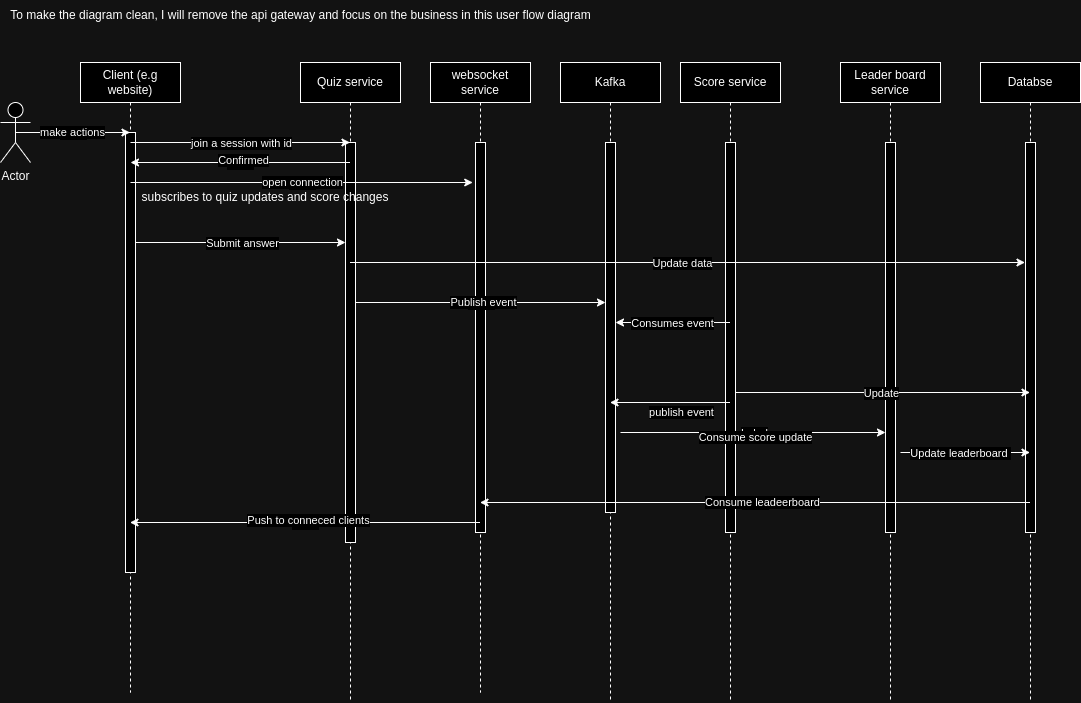 To make the diagram clean, I will remove the api gateway and focus on the business in this user flow diagram
Client (e.g
website)
Quiz service
websocket
service
Kafka
Score service
Leader board
service
Databse
Actor
make actions
join a session with id
Confirmed
open connection
subscribes to quiz updates and score changes
Submit answer
Update data
Publish event
Consumes event
Update
publish event
Consume score update
Update leaderboard
Consume leadeerboard
Push to conneced clients